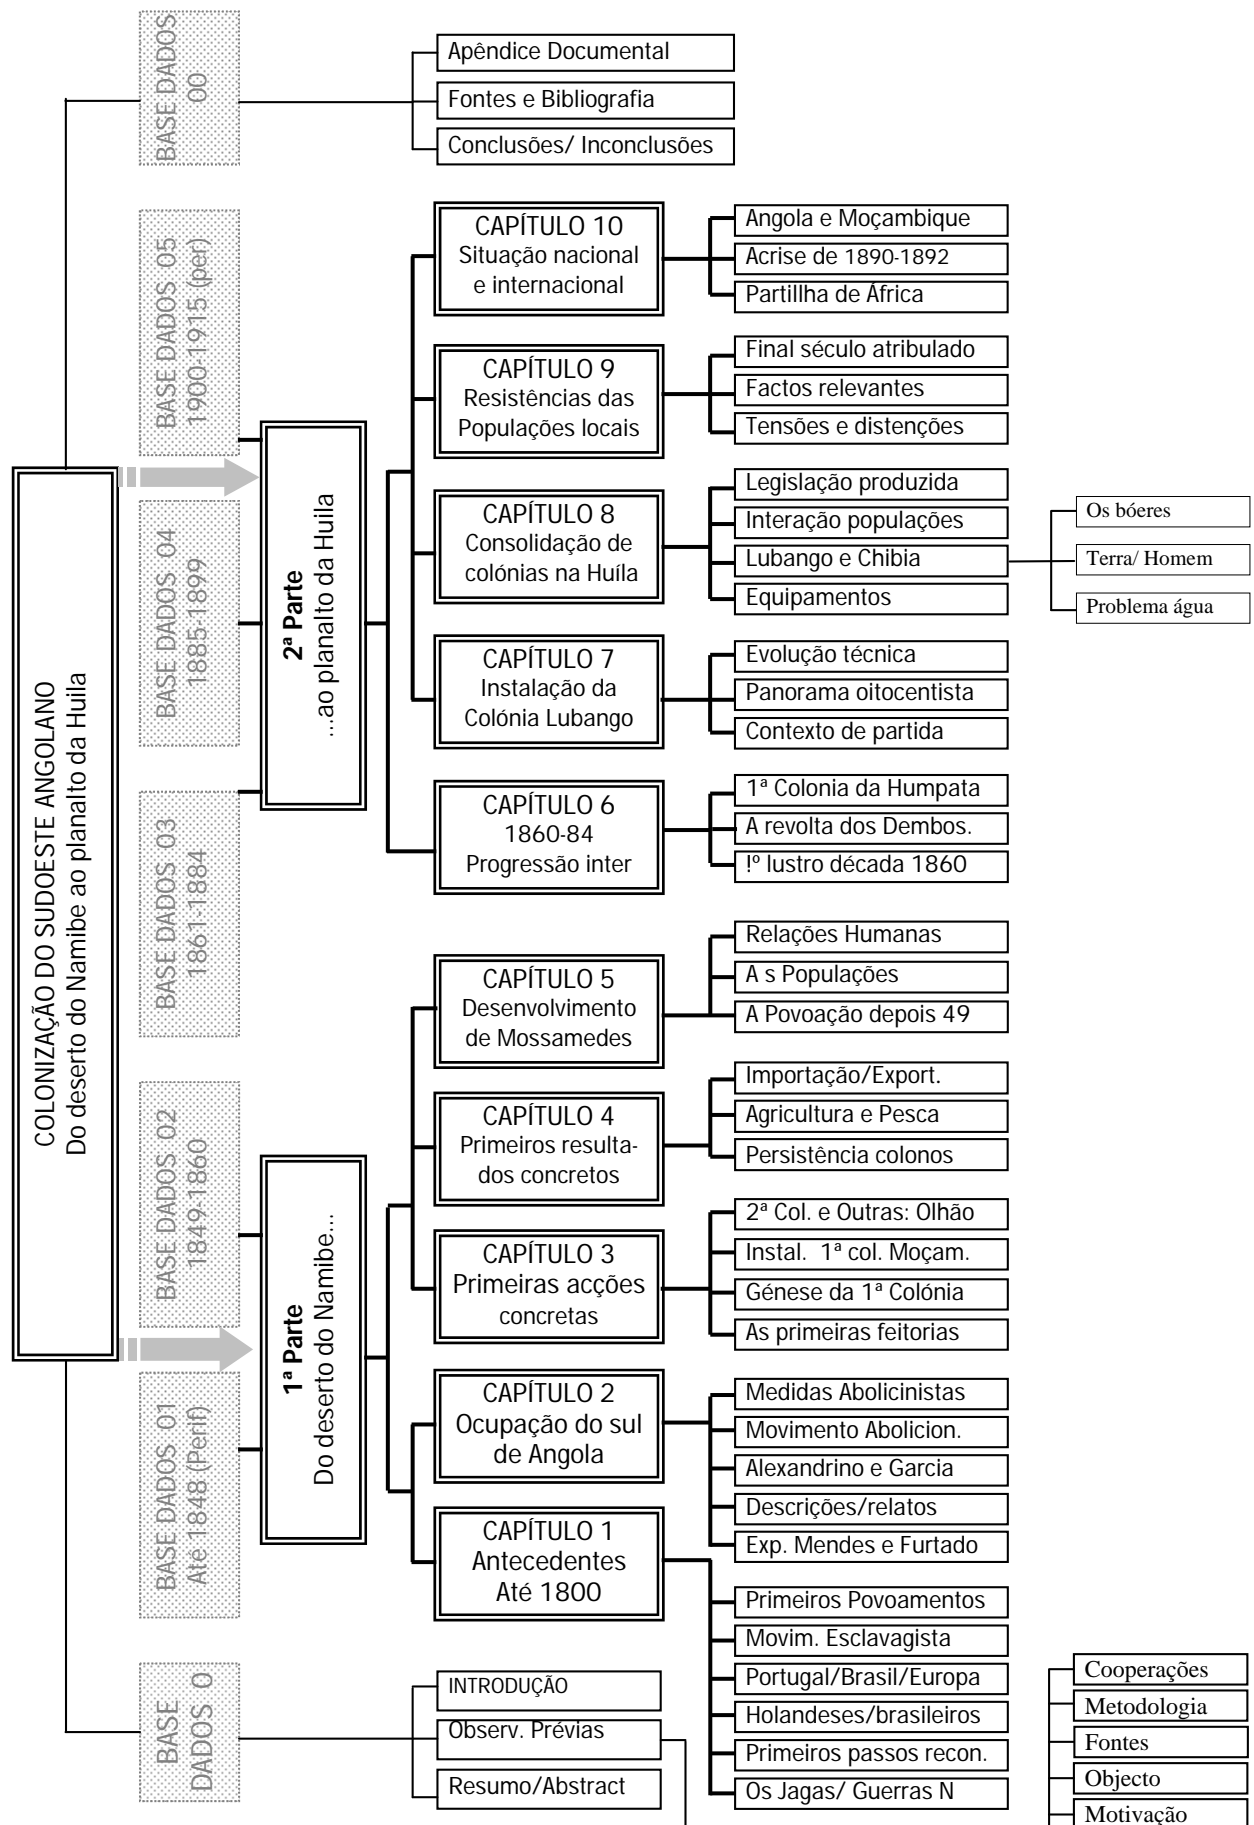 COLONIZAÇÃO DO SUDOESTE ANGOLANO
Do deserto do Namibe ao planalto da Huila
BASE DADOS
00
Apêndice Documental
Fontes e Bibliografia
Conclusões/ Inconclusões
BASE DADOS 05
1900-1915 (per)
BASE DADOS 04
1885-1899
BASE DADOS 03
1861-1884
2ª Parte
...ao planalto da Huila
CAPÍTULO 10
Situação nacional
e internacional
Angola e Moçambique
Acrise de 1890-1892
Partillha de África
CAPÍTULO 9
Resistências das
Populações locais
Final século atribulado
Factos relevantes
Tensões e distenções
CAPÍTULO 8
Consolidação de
colónias na Huíla
Legislação produzida
Interação populações
Lubango e Chibia
Equipamentos
Os bóeres
Terra/ Homem
Problema água
CAPÍTULO 7
Instalação da
Colónia Lubango
Evolução técnica
Panorama oitocentista
Contexto de partida
CAPÍTULO 6
1860-84
Progressão inter
1ª Colonia da Humpata
A revolta dos Dembos.
!º lustro década 1860
BASE DADOS 02
1849-1860
BASE DADOS 01
Até 1848 (Perif)
1ª Parte
Do deserto do Namibe...
CAPÍTULO 5
Desenvolvimento
de Mossamedes
Relações Humanas
A s Populações
A Povoação depois 49
CAPÍTULO 4
Primeiros resulta-
dos concretos
Importação/Export.
Agricultura e Pesca
Persistência colonos
CAPÍTULO 3
Primeiras acções
concretas
2ª Col. e Outras: Olhão
Instal.  1ª col. Moçam.
Génese da 1ª Colónia
As primeiras feitorias
CAPÍTULO 2
Ocupação do sul
de Angola
Medidas Abolicinistas
Movimento Abolicion.
Alexandrino e Garcia
Descrições/relatos
Exp. Mendes e Furtado
CAPÍTULO 1
Antecedentes
Até 1800
Primeiros Povoamentos
Movim. Esclavagista
Portugal/Brasil/Europa
Holandeses/brasileiros
Primeiros passos recon.
Os Jagas/ Guerras N
BASE
DADOS 0
INTRODUÇÃO
Observ. Prévias
Resumo/Abstract
Cooperações
Metodologia
Fontes
Objecto
Motivação